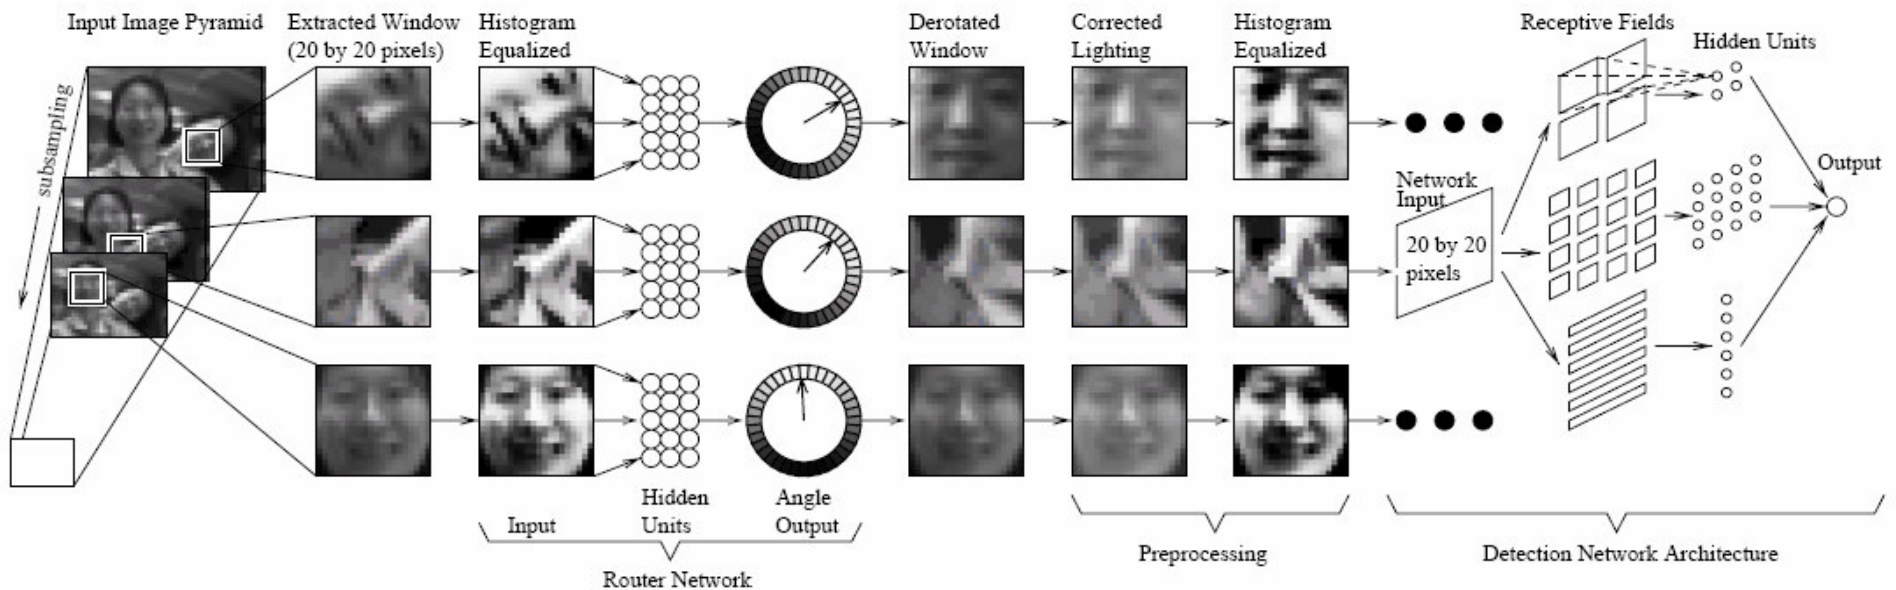 Input Image Pyramid
Extracted Window
(20 by 20 pixels)
Histogram
Equalized
Derotated
Window
Corrected
Lighting
Histogram
Equalized
Receptive Fields
Hidden Units
subsampling
Network
Input
20 by 20
pixels
Output
Input
Hidden
Units
Angle
Output
Router Network
Preprocessing
Detection Network Architecture